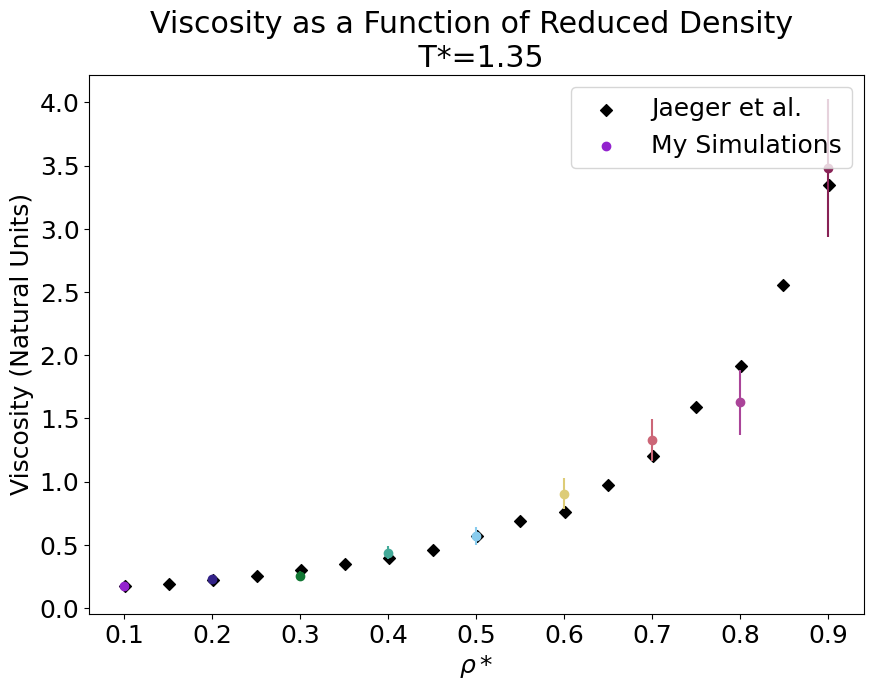 Viscosity as a Function of Reduced Density
T*=1.35
Jaeger et al.
My Simulations
Viscosity (Natural Units)
4.0
3.5
3.0
2.5
2.0
1.5
1.0
0.5
0.0
0.1 0.2 0.3 0.4 0.5 0.6 0.7 0.8 0.9
ρ*